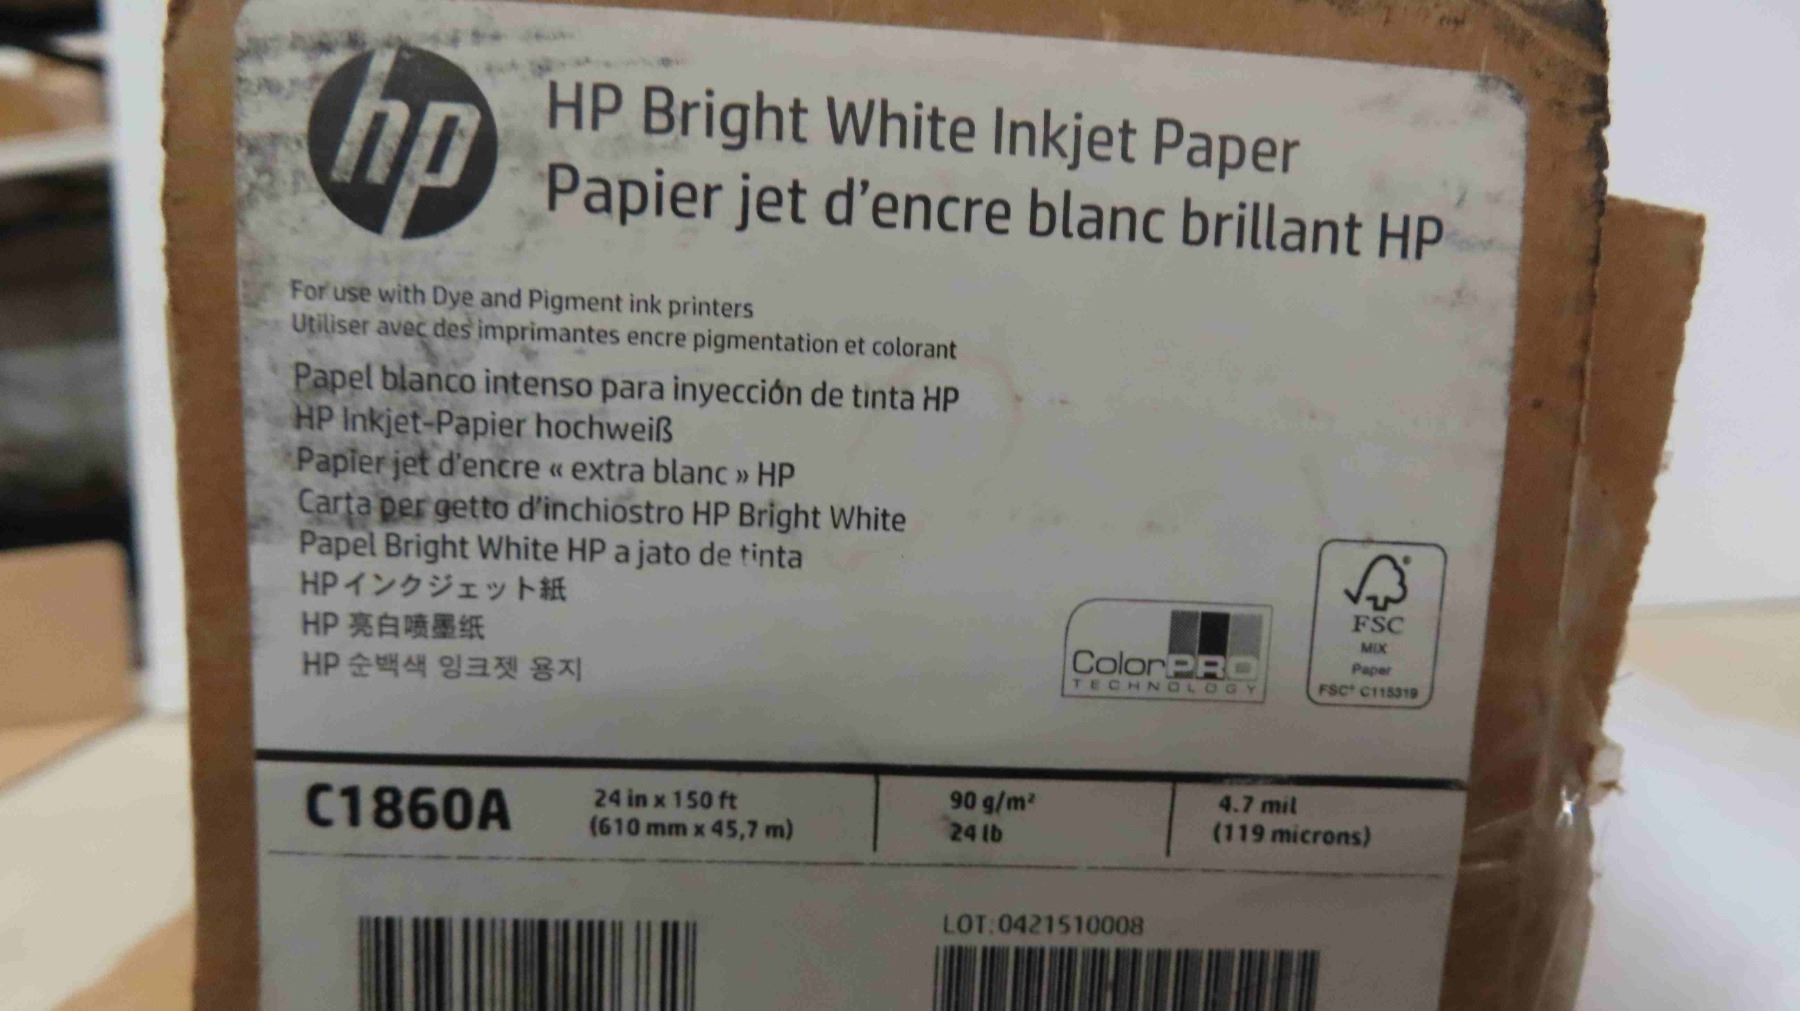 hp
HP Bright White Inkjet Paper
Papier jet d'encre blanc brillant HP
For use with Dye and Pigment ink printers
Utiliser avec des imprimantes encre pigmentation et colorant
Papel blanco intenso para inyección de tinta HP
HP Inkjet-Papier hochweiß
Papier jet d'encre « extra blanc » HP
Carta per getto d'inchiostro HP Bright White
Papel Bright White HP a jato de tinta
HPインクジェット紙
HP 亮白喷墨纸
HP 순백색 잉크젯 용지
ColorPRO
TECHNOLOGY
FSC
MIX
Paper
FSC® C115319
C1860A
24 in x 150 ft
(610 mm x 45,7 m)
90 g/m²
24 lb
4.7 mil
(119 microns)
LOT:0421510008